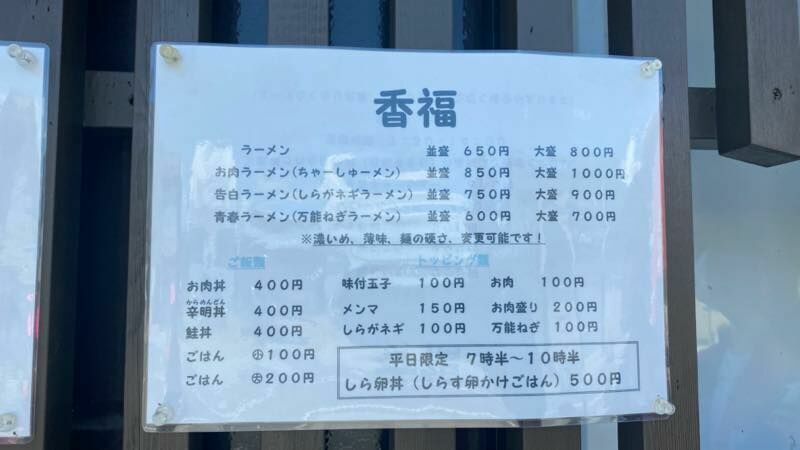 香福
ラーメン 並盛 650円 大盛 800円
お肉ラーメン(ちゃーしゅーメン) 並盛 850円 大盛 1000円
告白ラーメン(しらがネギラーメン) 並盛 750円 大盛 900円
青春ラーメン(万能ねぎラーメン) 並盛 600円 大盛 700円
※濃いめ、薄味、麺の硬さ、変更可能です！
ご飯類 トッピング類
お肉丼 400円 味付玉子 100円 お肉 100円
からめんどん
辛明丼 400円 メンマ 150円 お肉盛り 200円
鮭丼 400円 しらがネギ 100円 万能ねぎ 100円
ごはん ㊥100円
ごはん ㊛200円
平日限定 7時半～10時半
しら卵丼（しらす卵かけごはん）500円